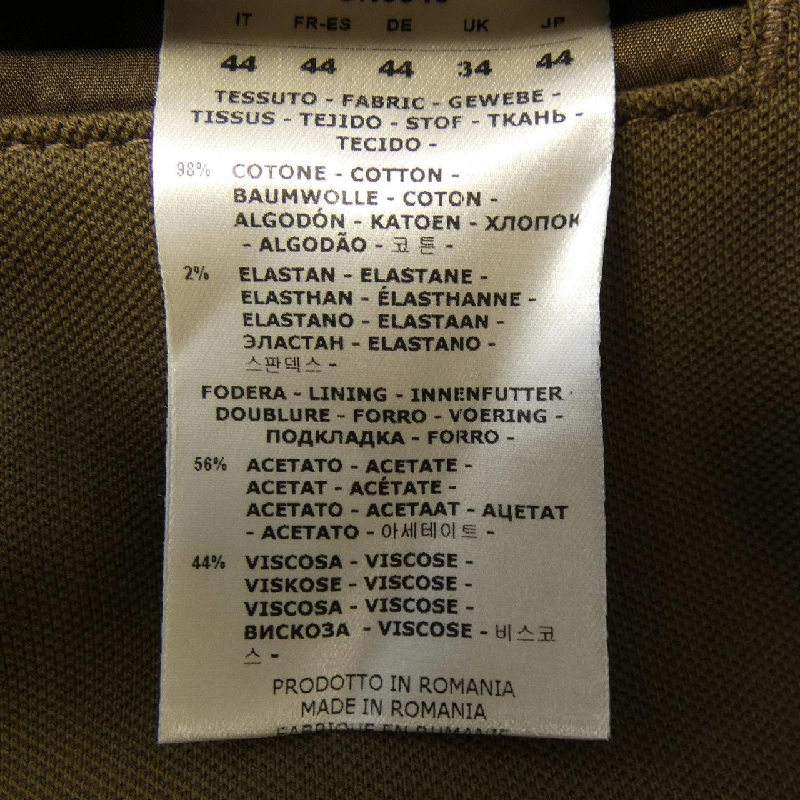 IT FR-ES DE UK JP
44 44 44 34 44
TESSUTO - FABRIC - GEWEBE -
TISSUS - TEJIDO - STOF - ТКАНЬ -
TECIDO -
98% COTONE - COTTON -
BAUMWOLLE - COTON -
ALGODÓN - KATOEN - ХЛОПОК
- ALGODÃO - 코튼 -
2% ELASTAN - ELASTANE -
ELASTHAN - ÉLASTHANNE -
ELASTANO - ELASTAAN -
ЭЛАСТАН - ELASTANO -
스판덱스 -
FODERA - LINING - INNENFUTTER -
DOUBLURE - FORRO - VOERING -
ПОДКЛАДКА - FORRO -
56% ACETATO - ACETATE -
ACETAT - ACÉTATE -
ACETATO - ACETAAT - АЦЕТАТ
- ACETATO - 아세테이트 -
44% VISCOSA - VISCOSE -
VISKOSE - VISCOSE -
VISCOSA - VISCOSE -
ВИСКОЗА - VISCOSE - 비스코
스 -
PRODOTTO IN ROMANIA
MADE IN ROMANIA
FABRIQUE EN RUMANIE